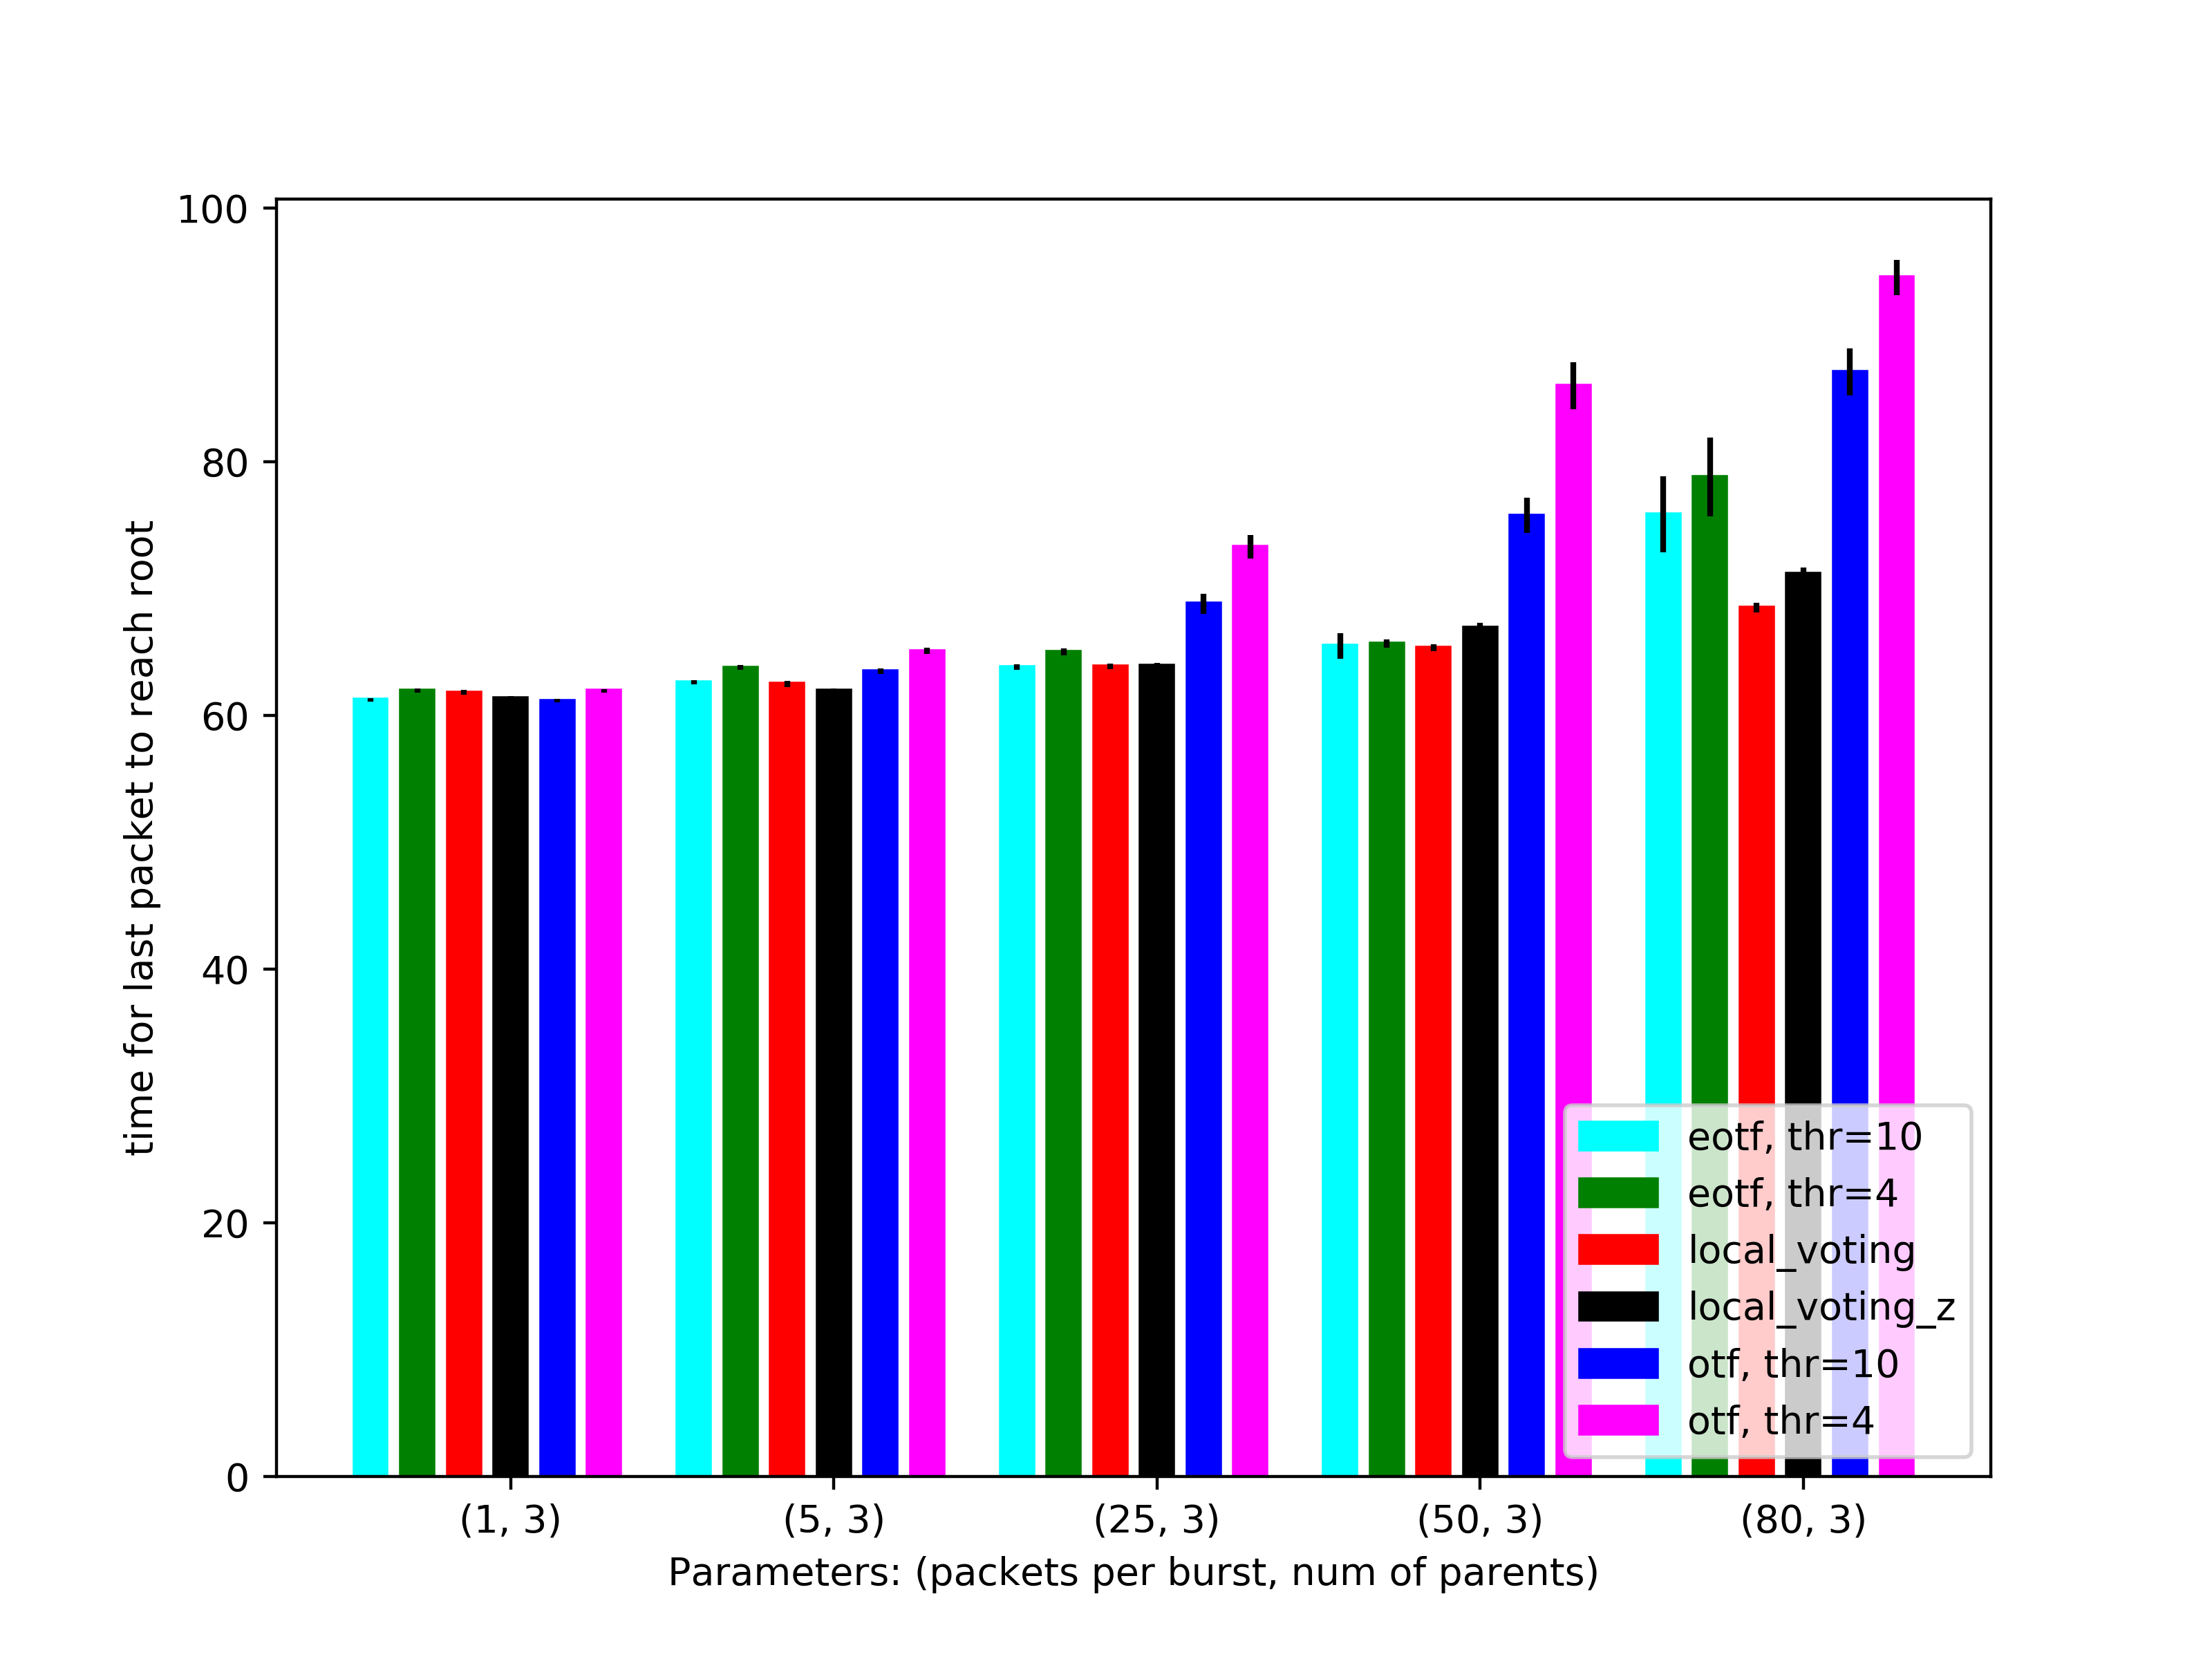 100
80
60
40
20
0
time for last packet to reach root
eotf, thr=10
eotf, thr=4
local_voting
local_voting_z
otf, thr=10
otf, thr=4
(1, 3) (5, 3) (25, 3) (50, 3) (80, 3)
Parameters: (packets per burst, num of parents)